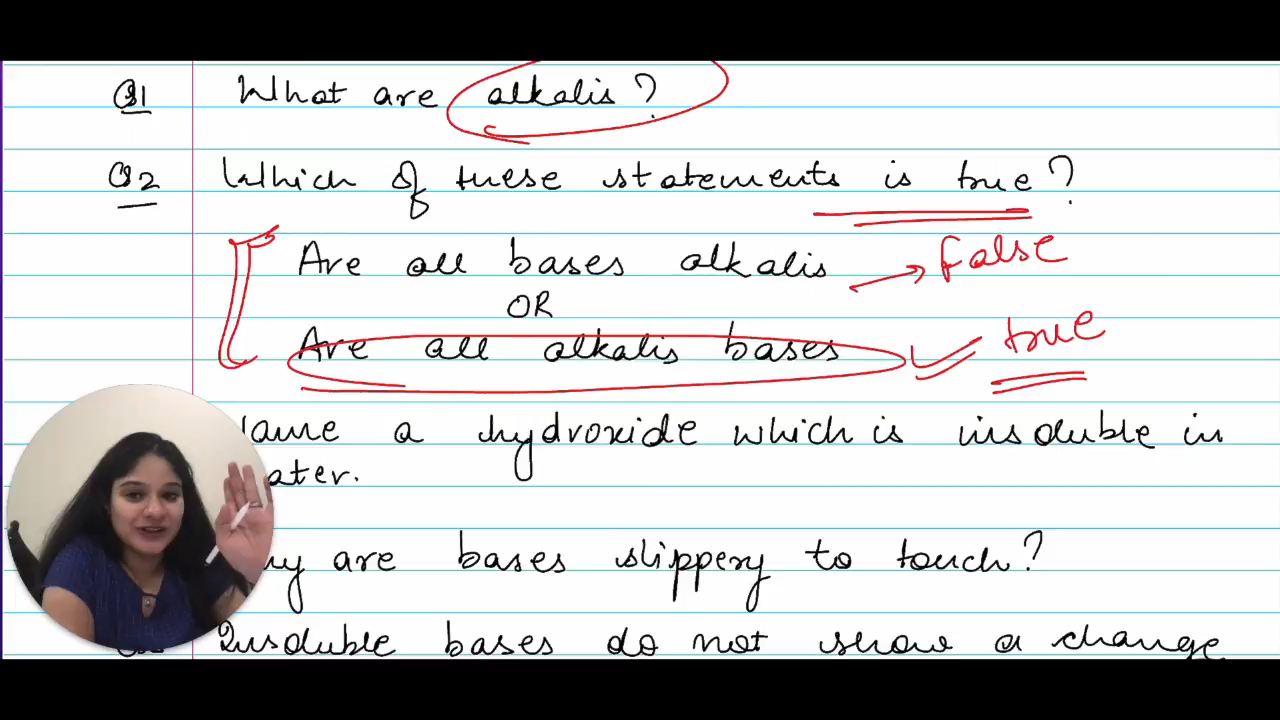 Q1 What are alkalis?
Q2 Which of these statements is true?
Are all bases alkalis → False
OR
Are all alkalis bases true
a hydroxide which is insoluble in
are bases slippery to touch?
Insoluble bases do not show a change